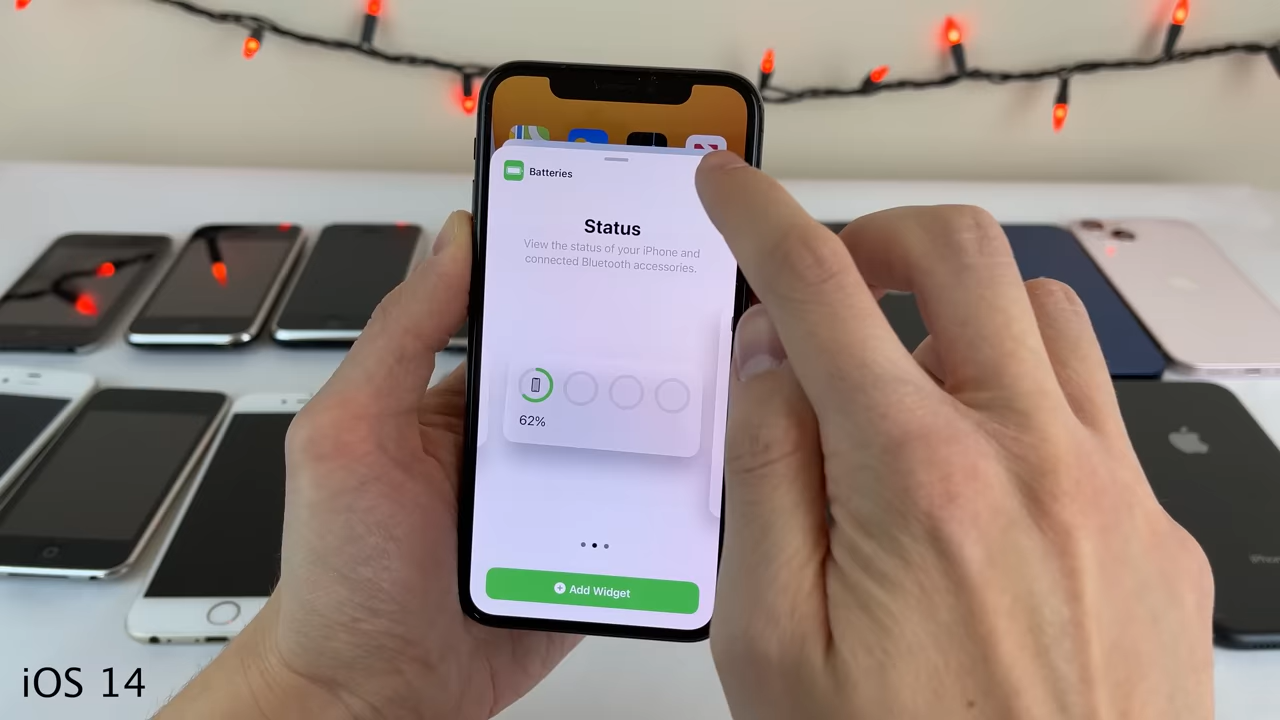 Batteries
Status
View the status of your iPhone and
connected Bluetooth accessories.
62%
Add Widget
iOS 14